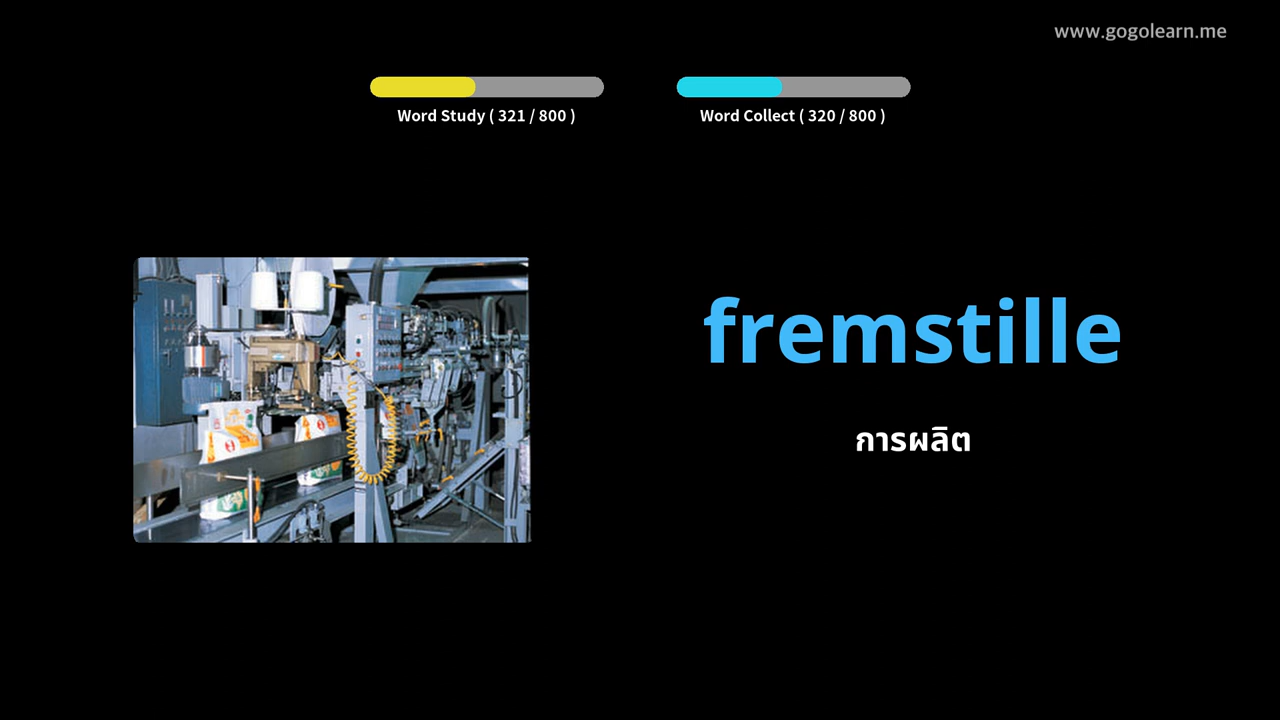 www.gogolearn.me
Word Study ( 321 / 800 )
Word Collect ( 320 / 800 )
fremstille
การผลิต